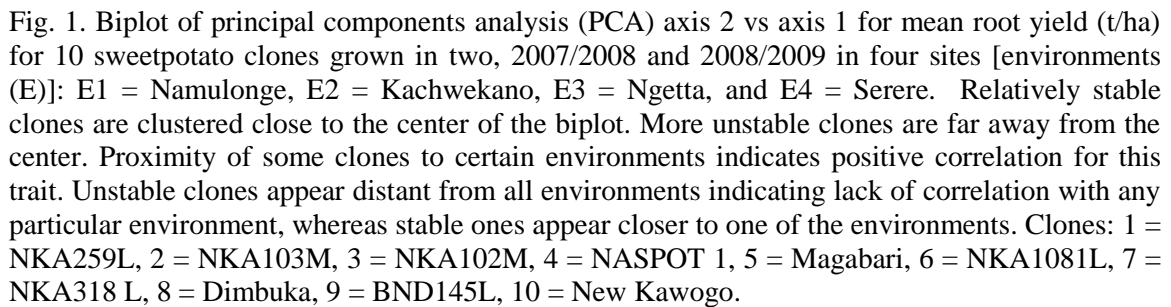 Fig. 1. Biplot of principal components analysis (PCA) axis 2 vs axis 1 for mean root yield (t/ha)
for 10 sweetpotato clones grown in two, 2007/2008 and 2008/2009 in four sites [environments
(E)]: E1 = Namulonge, E2 = Kachwekano, E3 = Ngetta, and E4 = Serere. Relatively stable
clones are clustered close to the center of the biplot. More unstable clones are far away from the
center. Proximity of some clones to certain environments indicates positive correlation for this
trait. Unstable clones appear distant from all environments indicating lack of correlation with any
particular environment, whereas stable ones appear closer to one of the environments. Clones: 1 =
NKA259L, 2 = NKA103M, 3 = NKA102M, 4 = NASPOT 1, 5 = Magabari, 6 = NKA1081L, 7 =
NKA318 L, 8 = Dimbuka, 9 = BND145L, 10 = New Kawogo.